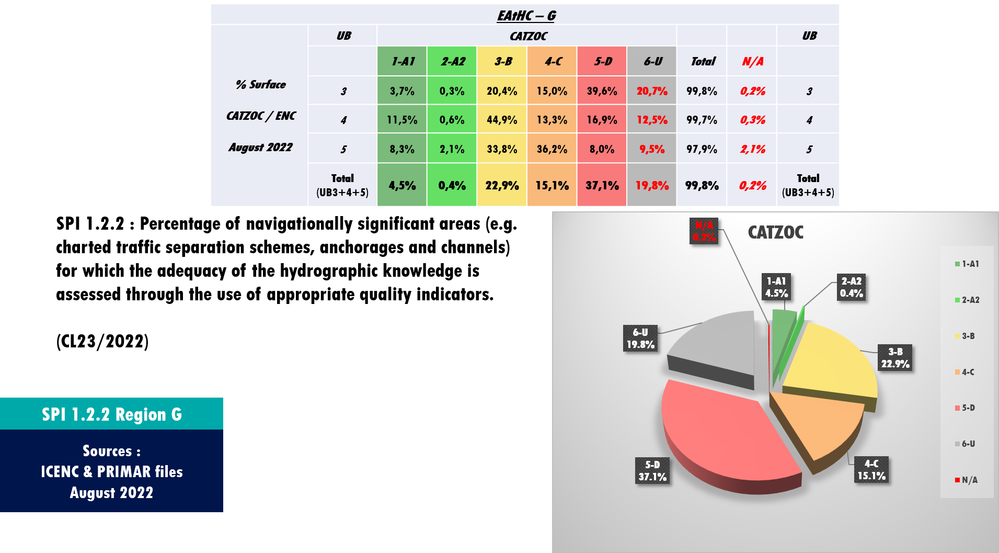 EAtHC – G
UB CATZOC UB
1-A1 2-A2 3-B 4-C 5-D 6-U Total N/A
% Surface
3 3,7% 0,3% 20,4% 15,0% 39,6% 20,7% 99,8% 0,2% 3
CATZOC / ENC
4 11,5% 0,6% 44,9% 13,3% 16,9% 12,5% 99,7% 0,3% 4
August 2022
5 8,3% 2,1% 33,8% 36,2% 8,0% 9,5% 97,9% 2,1% 5
Total
(UB3+4+5)
4,5% 0,4% 22,9% 15,1% 37,1% 19,8% 99,8% 0,2%
Total
(UB3+4+5)
SPI 1.2.2 : Percentage of navigationally significant areas (e.g.
charted traffic separation schemes, anchorages and channels)
for which the adequacy of the hydrographic knowledge is
assessed through the use of appropriate quality indicators.
(CL23/2022)
SPI 1.2.2 Region G
Sources :
ICENC & PRIMAR files
August 2022
CATZOC
N/A
0.2%
1-A1
4.5%
2-A2
0.4%
3-B
22.9%
4-C
15.1%
5-D
37.1%
6-U
19.8%
1-A1
2-A2
3-B
4-C
5-D
6-U
N/A